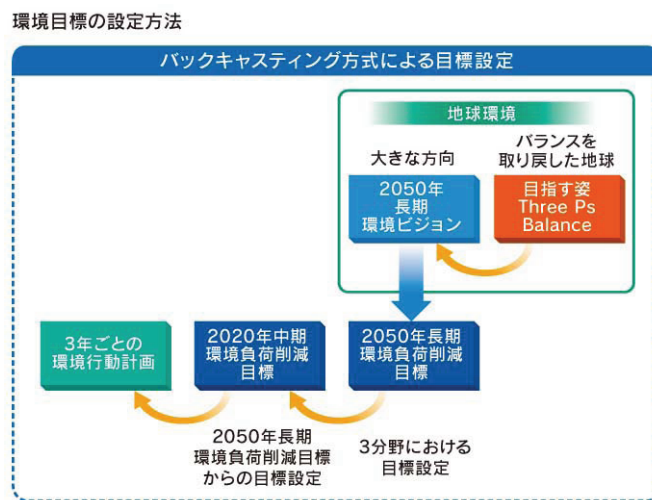 環境目標の設定方法
バックキャスティング方式による目標設定
地球環境
大きな方向
バランスを
取り戻した地球
2050年
長期
環境ビジョン
目指す姿
Three Ps
Balance
3年ごとの
環境行動計画
2020年中期
環境負荷削減
目標
2050年長期
環境負荷削減
目標
2050年長期
環境負荷削減目標
からの目標設定
3分野における
目標設定